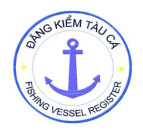 ĐĂNG KIỂM TÀU CÁ
FISHING VESSEL REGISTER